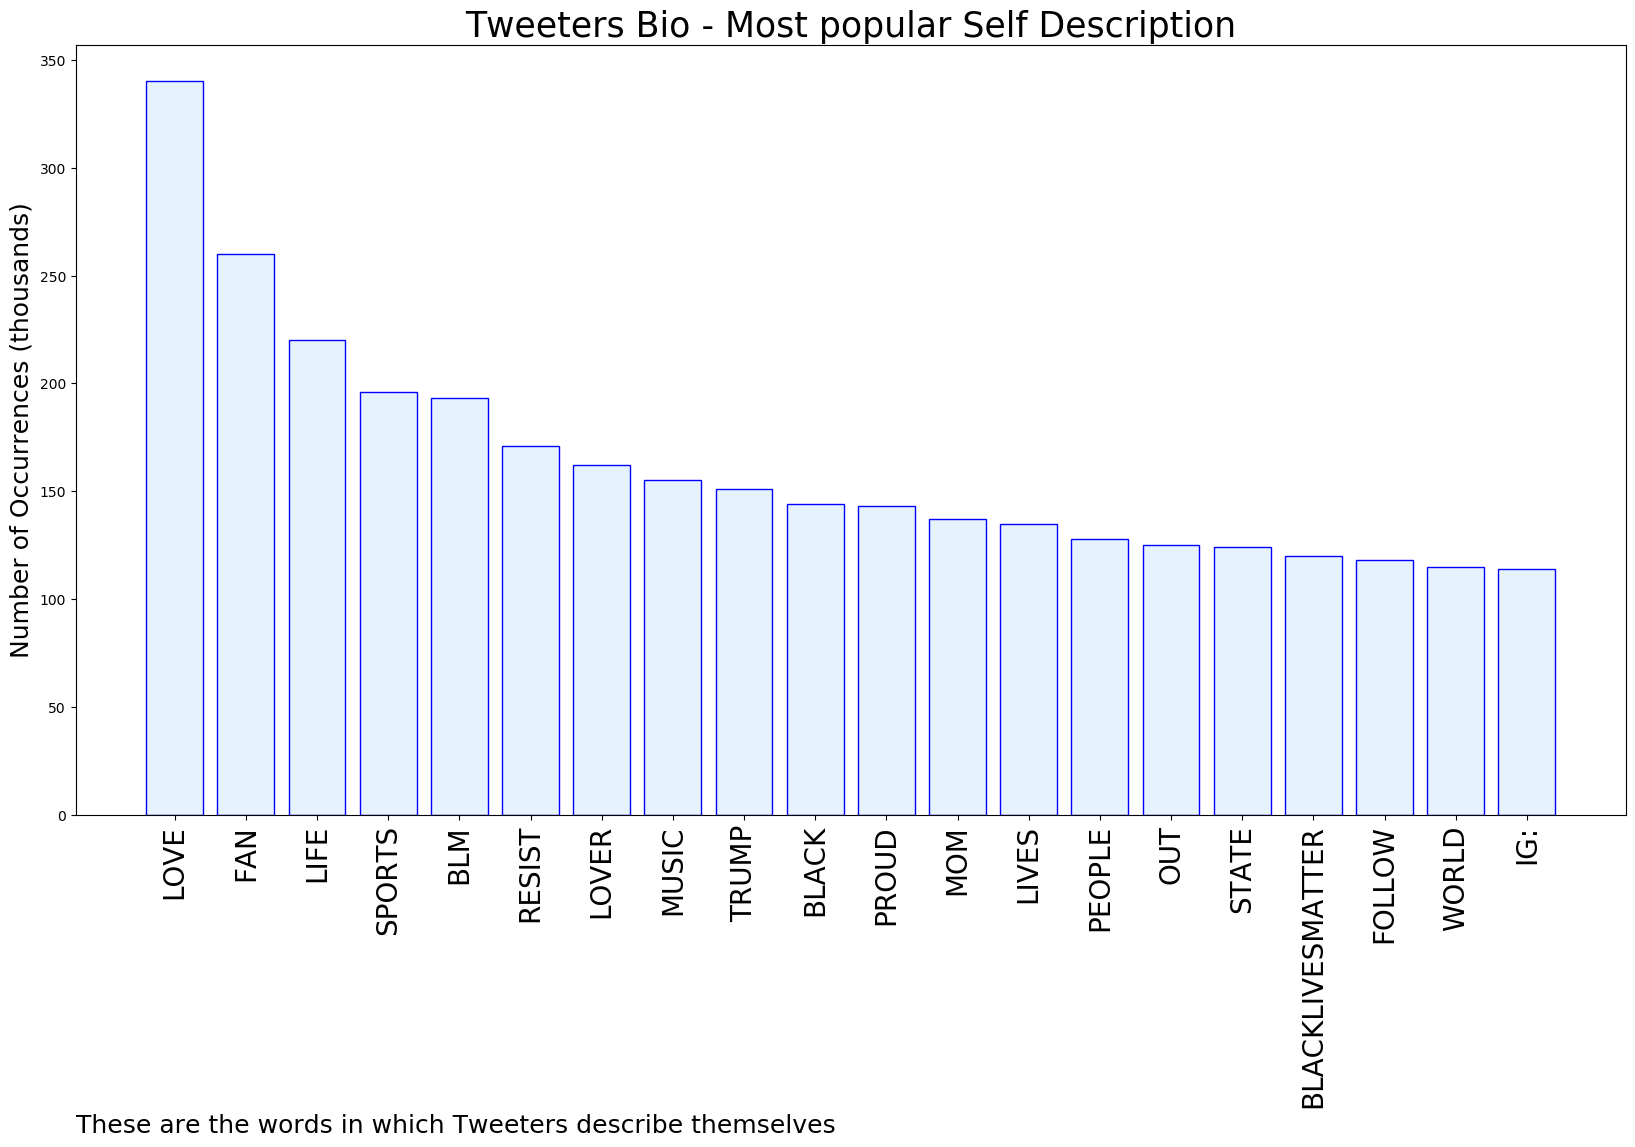 Tweeters Bio - Most popular Self Description
Number of Occurrences (thousands)
350
300
250
200
150
100
50
0
LOVE
FAN
LIFE
SPORTS
BLM
RESIST
LOVER
MUSIC
TRUMP
BLACK
PROUD
MOM
LIVES
PEOPLE
OUT
STATE
BLACKLIVESMATTER
FOLLOW
WORLD
IG:
These are the words in which Tweeters describe themselves